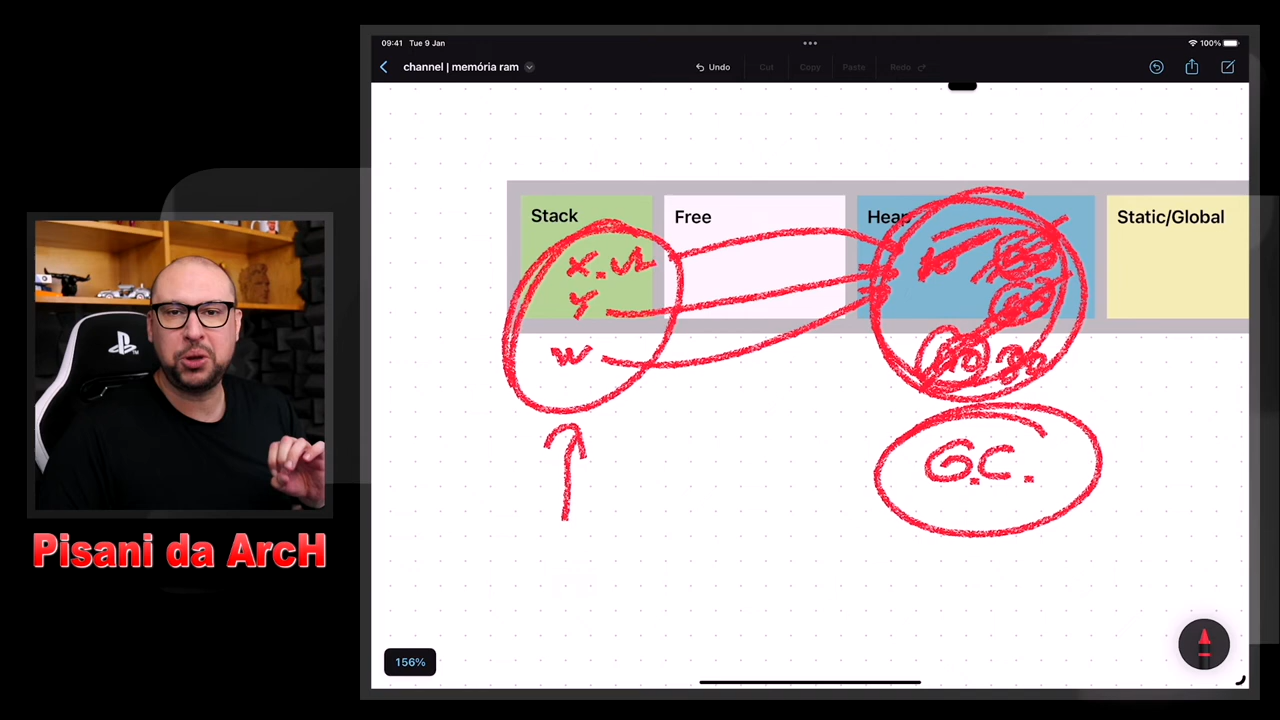 09:41 Tue 9 Jan
100%
channel | memória ram
Undo
Cut
Copy
Paste
Redo
Stack
Free
Heap
Static/Global
Y
W
G.C.
Pisani da ArcH
156%